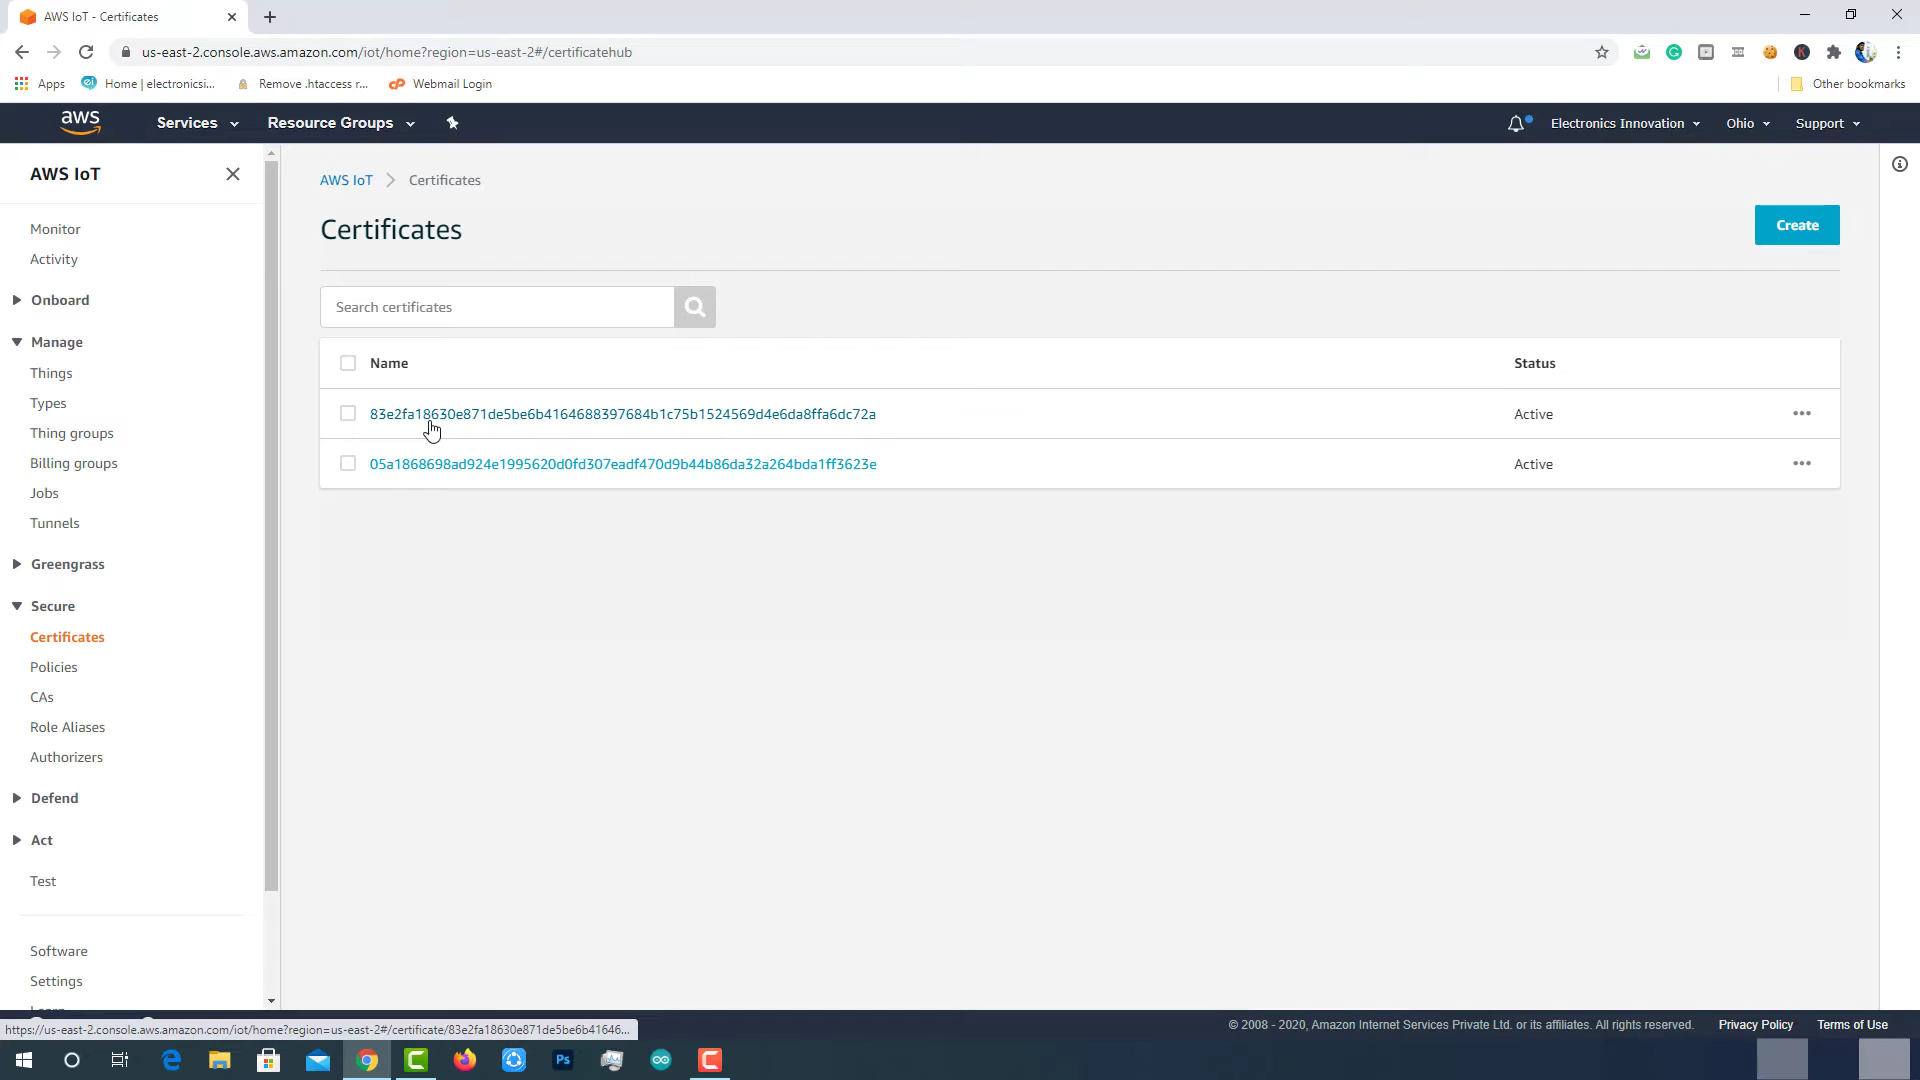 AWS IoT - Certificates
us-east-2.console.aws.amazon.com/iot/home?region=us-east-2#/certificatehub
Apps
Home | electronicsi...
Remove .htaccess r...
Webmail Login
Other bookmarks
aws
Services
Resource Groups
Electronics Innovation
Ohio
Support
AWS IoT
Monitor
Activity
Onboard
Manage
Things
Types
Thing groups
Billing groups
Jobs
Tunnels
Greengrass
Secure
Certificates
Policies
CAs
Role Aliases
Authorizers
Defend
Act
Test
Software
Settings
AWS IoT > Certificates
Certificates
Create
Search certificates
Name Status
83e2fa18630e871de5be6b4164688397684b1c75b1524569d4e6da8ffa6dc72a Active
05a1868698ad924e1995620d0fd307eadf470d9b44b86da32a264bda1ff3623e Active
https://us-east-2.console.aws.amazon.com/iot/home?region=us-east-2#/certificate/83e2fa18630e871de5be6b41646...
© 2008 - 2020, Amazon Internet Services Private Ltd. or its affiliates. All rights reserved. Privacy Policy Terms of Use
Ps